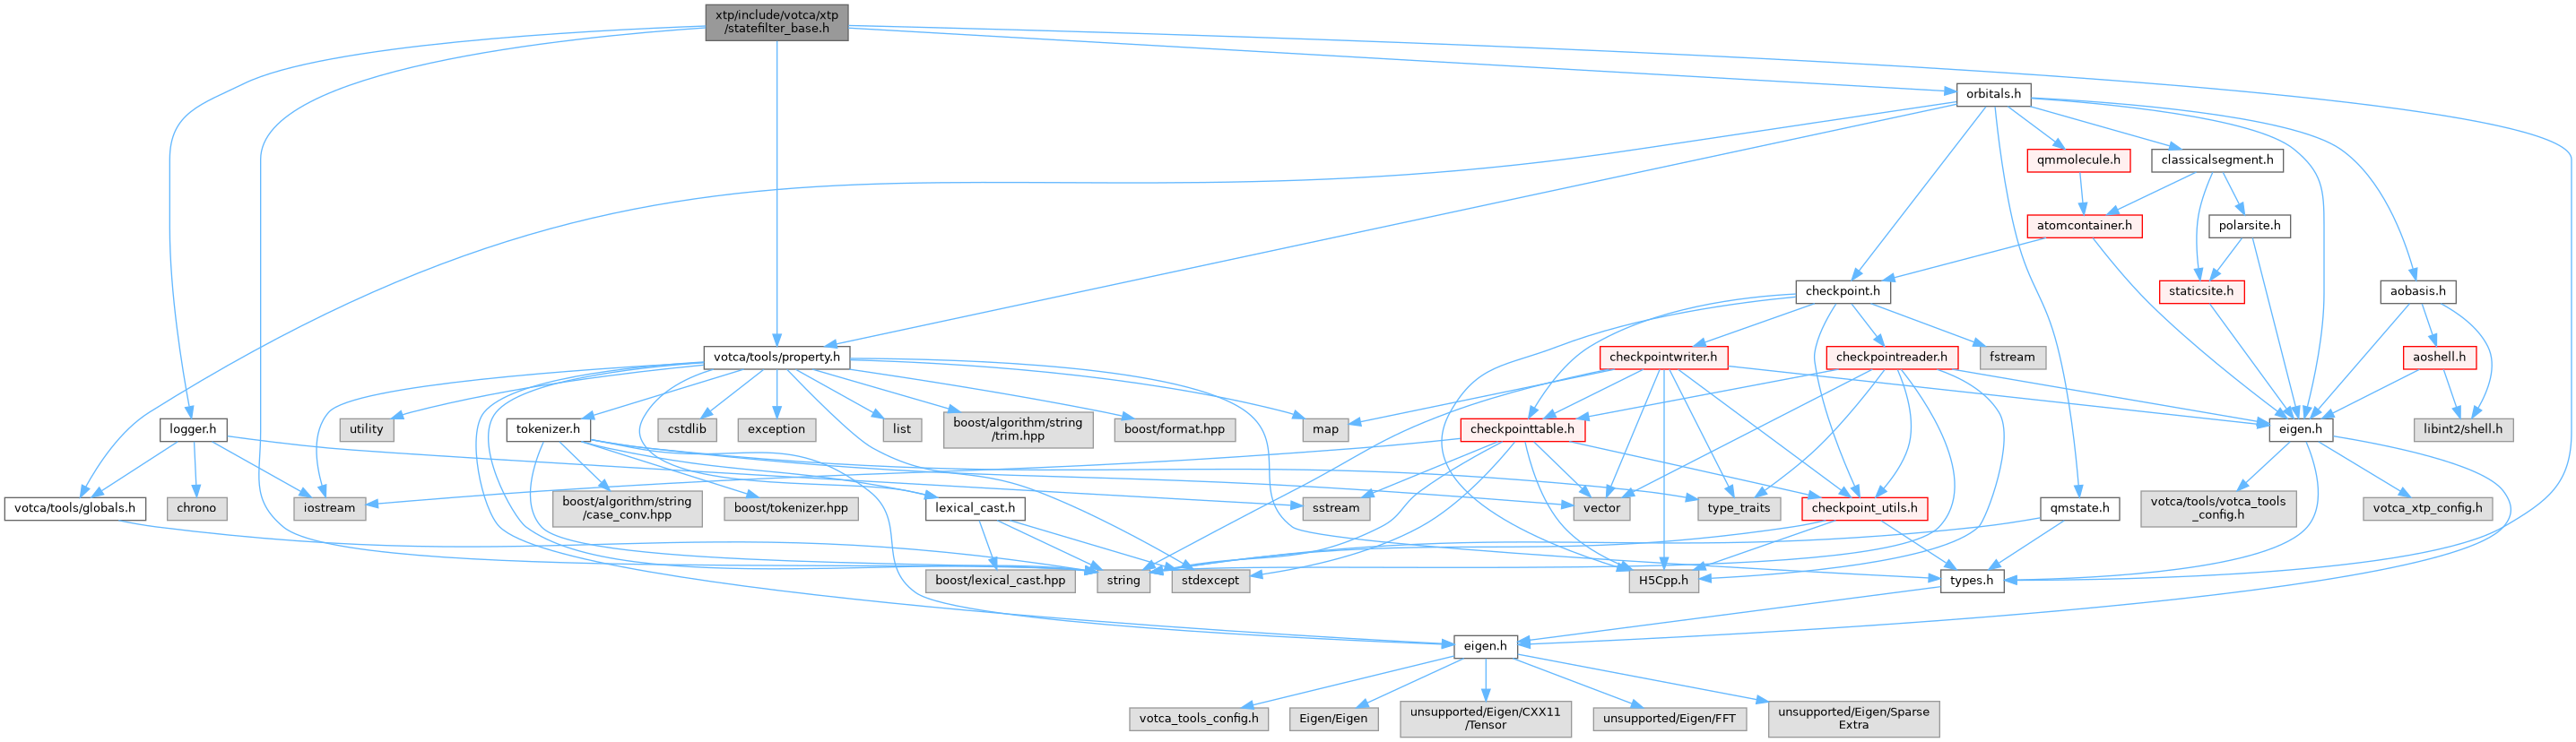 xtp/include/votca/xtp
/statefilter_base.h
orbitals.h
qmmolecule.h
classicalsegment.h
atomcontainer.h
polarsite.h
checkpoint.h
staticsite.h
aobasis.h
votca/tools/property.h
checkpointwriter.h
checkpointreader.h
fstream
aoshell.h
logger.h
utility
tokenizer.h
cstdlib
exception
list
boost/algorithm/string
/trim.hpp
boost/format.hpp
map
checkpointtable.h
eigen.h
libint2/shell.h
votca/tools/globals.h
chrono
iostream
boost/algorithm/string
/case_conv.hpp
boost/tokenizer.hpp
lexical_cast.h
sstream
vector
type_traits
checkpoint_utils.h
qmstate.h
votca/tools/votca_tools
_config.h
votca_xtp_config.h
boost/lexical_cast.hpp
string
stdexcept
H5Cpp.h
types.h
eigen.h
votca_tools_config.h
Eigen/Eigen
unsupported/Eigen/CXX11
/Tensor
unsupported/Eigen/FFT
unsupported/Eigen/Sparse
Extra